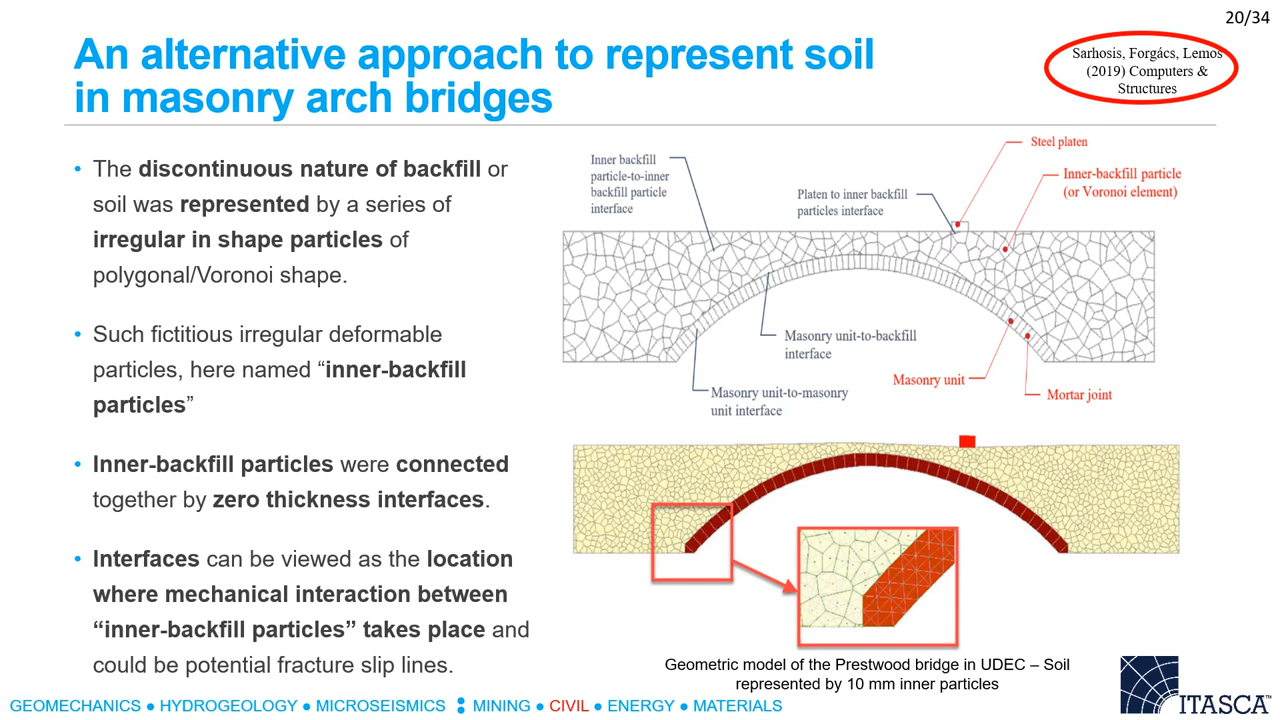 20/34
An alternative approach to represent soil
in masonry arch bridges
Sarhosis, Forgács, Lemos
(2019) Computers &
Structures
• The discontinuous nature of backfill or
soil was represented by a series of
irregular in shape particles of
polygonal/Voronoi shape.
• Such fictitious irregular deformable
particles, here named “inner-backfill
particles”
• Inner-backfill particles were connected
together by zero thickness interfaces.
• Interfaces can be viewed as the location
where mechanical interaction between
“inner-backfill particles” takes place and
could be potential fracture slip lines.
Inner backfill
particle-to-inner
backfill particle
interface
Platen to inner backfill
particles interface
Steel platen
Inner-backfill particle
(or Voronoi element)
Masonry unit-to-backfill
interface
Masonry unit-to-masonry
unit interface
Masonry unit
Mortar joint
Geometric model of the Prestwood bridge in UDEC – Soil
represented by 10 mm inner particles
GEOMECHANICS ● HYDROGEOLOGY ● MICROSEISMICS : MINING ● CIVIL ● ENERGY ● MATERIALS
ITASCA™